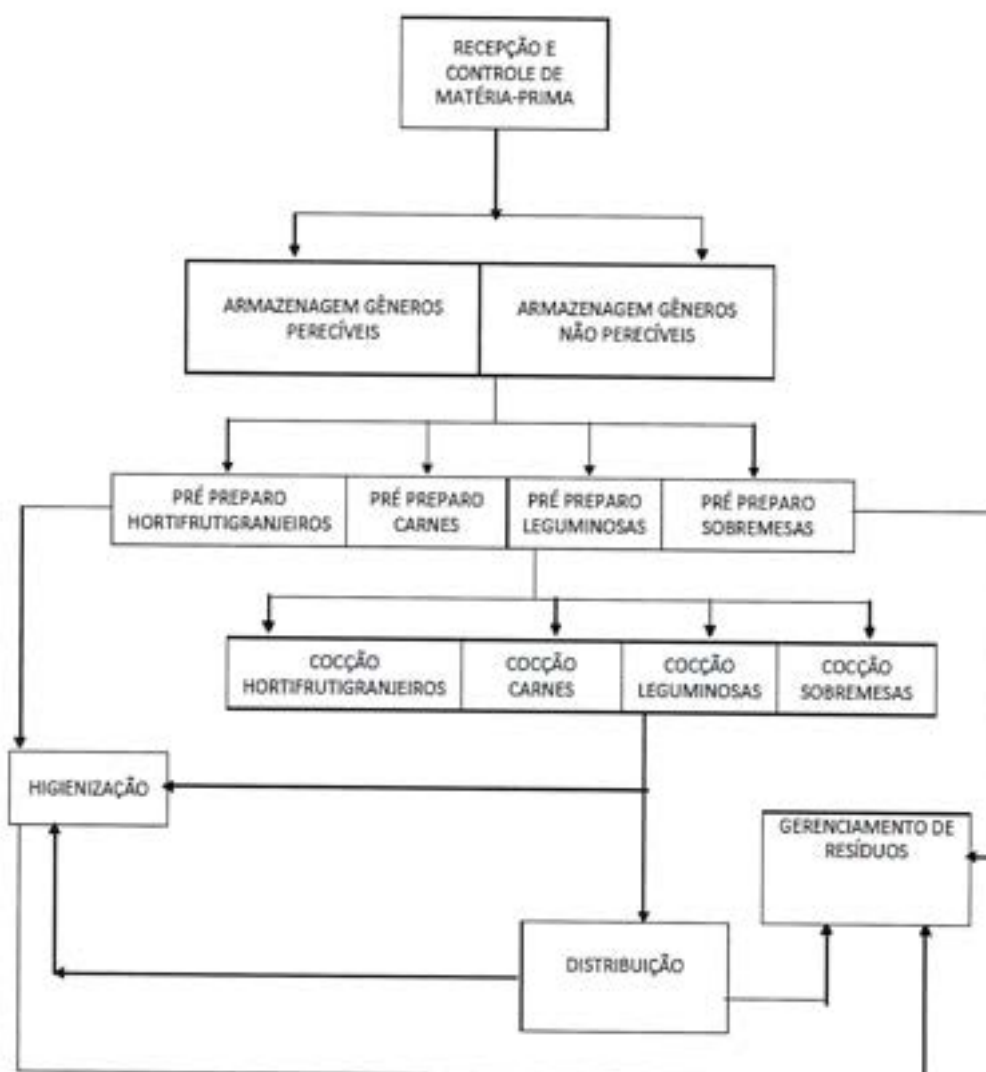 RECEPÇÃO E
CONTROLE DE
MATÉRIA-PRIMA
ARMAZENAGEM GÊNEROS
PERECÍVEIS
ARMAZENAGEM GÊNEROS
NÃO PERECÍVEIS
PRÉ PREPARO
HORTIFRUTIGRANJEIROS
PRÉ PREPARO
CARNES
PRÉ PREPARO
LEGUMINOSAS
PRÉ PREPARO
SOBREMESAS
COCÇÃO
HORTIFRUTIGRANJEIROS
COCÇÃO
CARNES
COCÇÃO
LEGUMINOSAS
COCÇÃO
SOBREMESAS
HIGIENIZAÇÃO
GERENCIAMENTO DE
RESÍDUOS
DISTRIBUIÇÃO